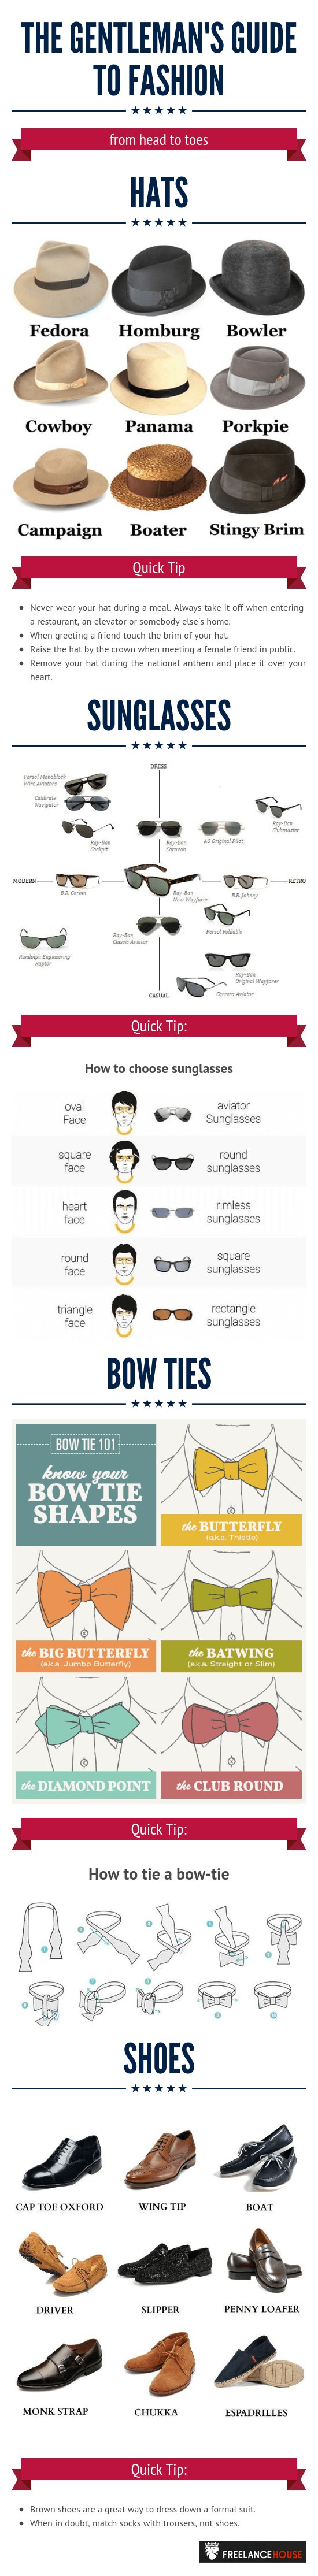 THE GENTLEMAN'S GUIDE
TO FASHION
from head to toes
HATS
Fedora
Homburg
Bowler
Cowboy
Panama
Porkpie
Campaign
Boater
Stingy Brim
Quick Tip
Never wear your hat during a meal. Always take it off when entering
a restaurant, an elevator or somebody else's home.
When greeting a friend touch the brim of your hat.
Raise the hat by the crown when meeting a female friend in public.
Remove your hat during the national anthem and place it over your
heart.
SUNGLASSES
DRESS
Persol Monoblock
Wire Aviators
Calibrate
Navigator
Ray-Ban
Clubmaster
Ray-Ban
Cockpit
Ray-Ban
Caravan
AO Original Pilot
MODERN
RETRO
B.R. Corbin
Ray-Ban
New Wayfarer
B.R. Johnny
Persol Foldable
Ray-Ban
Classic Aviator
Randolph Engineering
Raptor
Ray-Ban
Original Wayfarer
CASUAL
Carrera Aviator
Quick Tip:
How to choose sunglasses
oval
Face
aviator
Sunglasses
square
face
round
sunglasses
heart
face
rimless
sunglasses
round
face
square
sunglasses
triangle
face
rectangle
sunglasses
BOW TIES
BOW TIE 101
know your
BOW TIE
SHAPES
the BUTTERFLY
(a.k.a. Thistle)
the BIG BUTTERFLY
(a.k.a. Jumbo Butterfly)
the BATWING
(a.k.a. Straight or Slim)
the DIAMOND POINT
the CLUB ROUND
Quick Tip:
How to tie a bow-tie
1
2
3
4
5
6
7
8
9
10
SHOES
CAP TOE OXFORD
WING TIP
BOAT
DRIVER
SLIPPER
PENNY LOAFER
MONK STRAP
CHUKKA
ESPADRILLES
Quick Tip:
Brown shoes are a great way to dress down a formal suit.
When in doubt, match socks with trousers, not shoes.
FREELANCEHOUSE